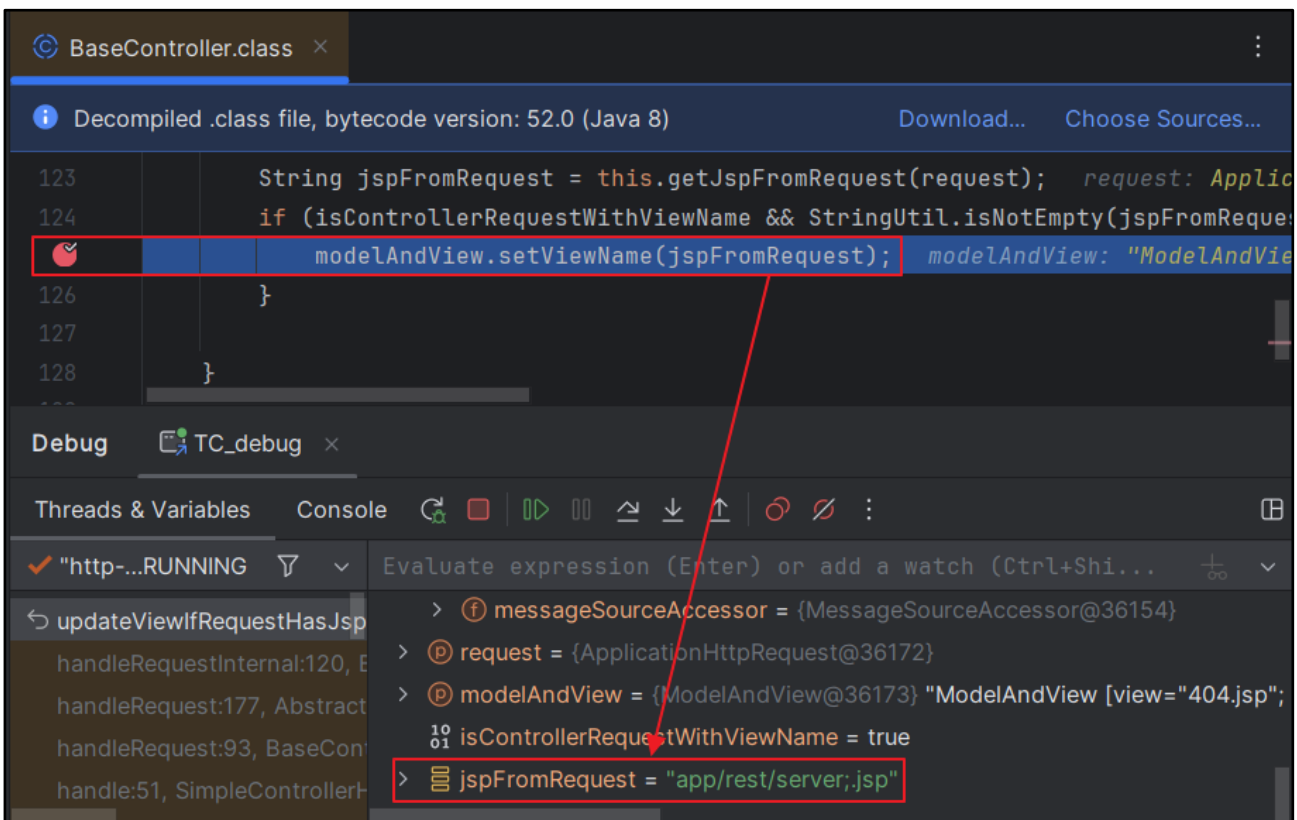 BaseController.class
Decompiled .class file, bytecode version: 52.0 (Java 8) Download... Choose Sources...
123 String jspFromRequest = this.getJspFromRequest(request); request: Applic
124 if (isControllerRequestWithViewName && StringUtil.isNotEmpty(jspFromReque
modelAndView.setViewName(jspFromRequest); modelAndView: "ModelAndVie
126 }
127
128 }
Debug TC_debug
Threads & Variables Console
"http-...RUNNING Evaluate expression (Enter) or add a watch (Ctrl+Shi...
updateViewIfRequestHasJsp messageSourceAccessor = {MessageSourceAccessor@36154}
handleRequestInternal:120, request = {ApplicationHttpRequest@36172}
handleRequest:177, Abstract modelAndView = {ModelAndView@36173} "ModelAndView [view="404.jsp";
handleRequest:93, BaseCon isControllerRequestWithViewName = true
handle:51, SimpleControllerH jspFromRequest = "app/rest/server;.jsp"